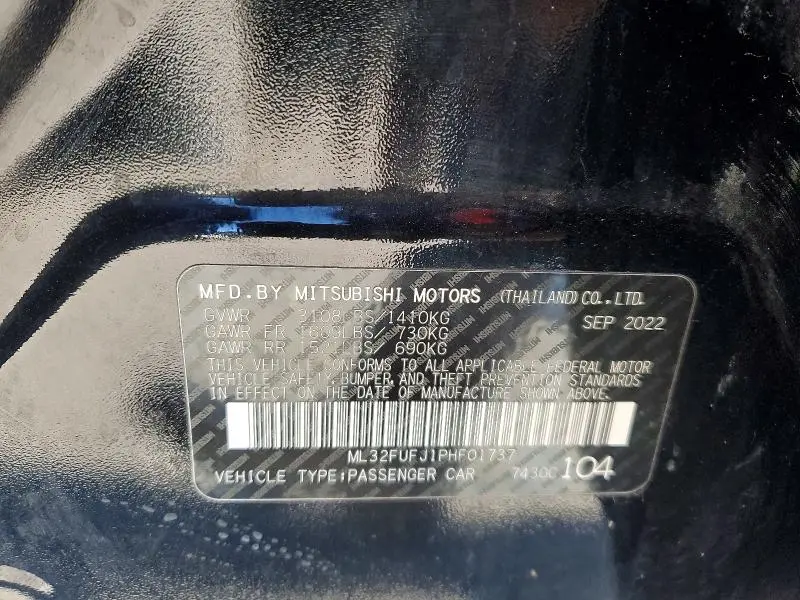 MFD.BY MITSUBISHI MOTORS (THAILAND)CO.,LTD.
GVWR 3108LBS/1410KG SEP 2022
GAWR FR 1609LBS/ 730KG
GAWR RR LBS/ 690KG
THIS VEHICLE CONFORMS TO ALL APPLICABLE FEDERAL MOTOR
VEHICLE SAFETY, BUMPER, AND THEFT PREVENTION STANDARDS
IN EFFECT ON THE DATE OF MANUFACTURE SHOWN ABOVE.
ML32FUFJ1PHF01737
VEHICLE TYPE:PASSENGER CAR 7430C 104